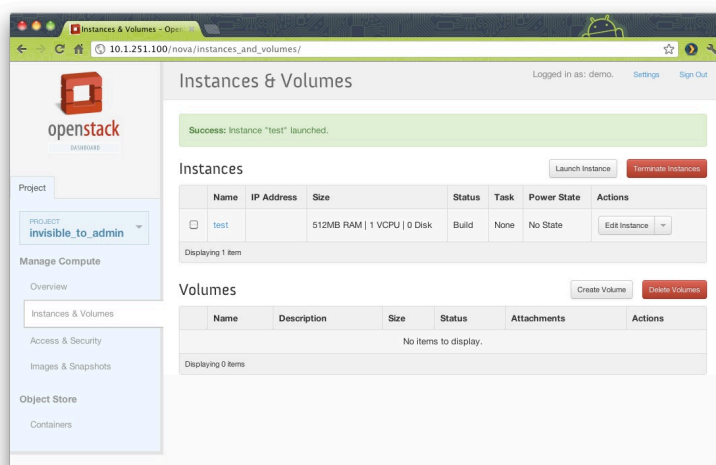 Instances & Volumes - Open
10.1.251.100/nova/instances_and_volumes/
openstack
DASHBOARD
Project
PROJECT
invisible_to_admin
Manage Compute
Overview
Instances & Volumes
Access & Security
Images & Snapshots
Object Store
Containers
Instances & Volumes
Logged in as: demo. Settings Sign Out
Success: Instance "test" launched.
Instances
Launch Instance Terminate Instances
Name IP Address Size Status Task Power State Actions
test 512MB RAM | 1 VCPU | 0 Disk Build None No State Edit Instance
Displaying 1 item
Volumes
Create Volume Delete Volumes
Name Description Size Status Attachments Actions
No items to display.
Displaying 0 items